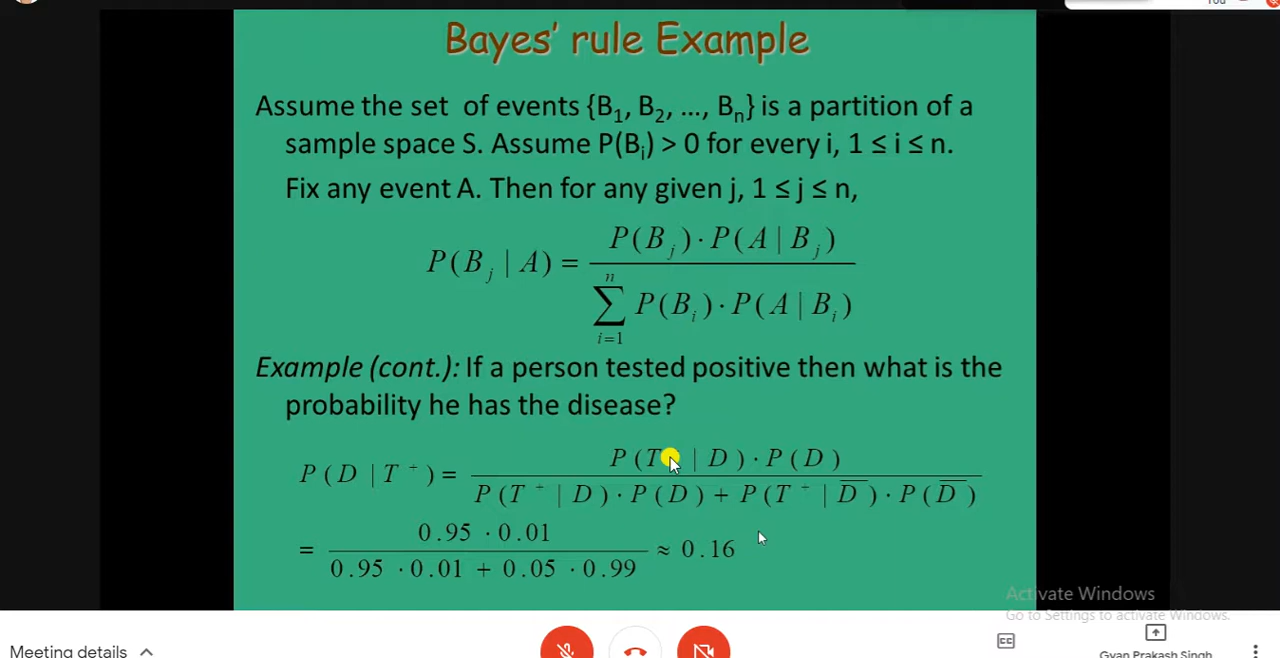 You
Bayes' rule Example
Assume the set of events {B₁, B₂, ..., Bₙ} is a partition of a
sample space S. Assume P(Bᵢ) > 0 for every i, 1 ≤ i ≤ n.
Fix any event A. Then for any given j, 1 ≤ j ≤ n,
P(Bⱼ | A) = P(Bⱼ) · P(A | Bⱼ) / ∑ᵢ₌₁ⁿ P(Bᵢ) · P(A | Bᵢ)
Example (cont.): If a person tested positive then what is the
probability he has the disease?
P(D | T⁺) = P(T | D) · P(D) / P(T⁺ | D) · P(D) + P(T⁺ | D̅) · P(D̅)
= 0.95 · 0.01 / 0.95 · 0.01 + 0.05 · 0.99 ≈ 0.16
Activate Windows
Go to Settings to activate Windows.
Meeting details
CC
Gyan Prakash Singh